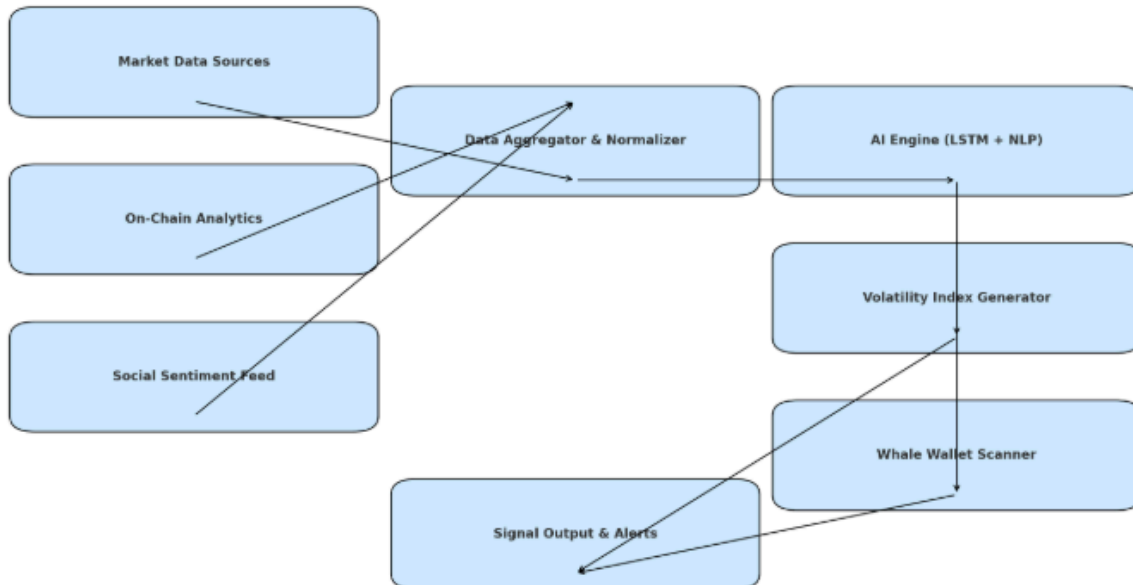 Market Data Sources
Data Aggregator & Normalizer
AI Engine (LSTM + NLP)
On-Chain Analytics
Volatility Index Generator
Social Sentiment Feed
Whale Wallet Scanner
Signal Output & Alerts